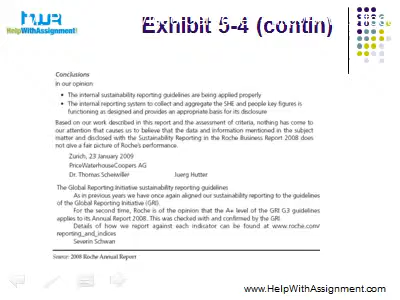 HWA
HelpWithAssignment!
Exhibit 5-4 (contin)
Conclusions
In our opinion
• The internal sustainability reporting guidelines are being applied properly
• The internal reporting system to collect and aggregate the SHE and people key figures is
functioning as designed and provides an appropriate basis for its disclosure
Based on our work described in this report and the assessment of criteria, nothing has come to
our attention that causes us to believe that the data and information mentioned in the subject
matter and disclosed with the Sustainability Reporting in the Roche Business Report 2008 does
not give a fair picture of Roche's performance.
Zurich, 23 January 2009
PriceWaterhouseCoopers AG
Dr. Thomas Scheiwiller Juerg Hutter
The Global Reporting Initiative sustainability reporting guidelines
As in previous years we have once again aligned our sustainability reporting to the guidelines
of the Global Reporting Initiative (GRI).
For the second time, Roche is of the opinion that the A+ level of the GRI G3 guidelines
applies to its Annual Report 2008. This was checked with and confirmed by the GRI.
Details of how we report against each indicator can be found at www.roche.com/
reporting_and_indices
Severin Schwan
Source: 2008 Roche Annual Report
www.HelpWithAssignment.com